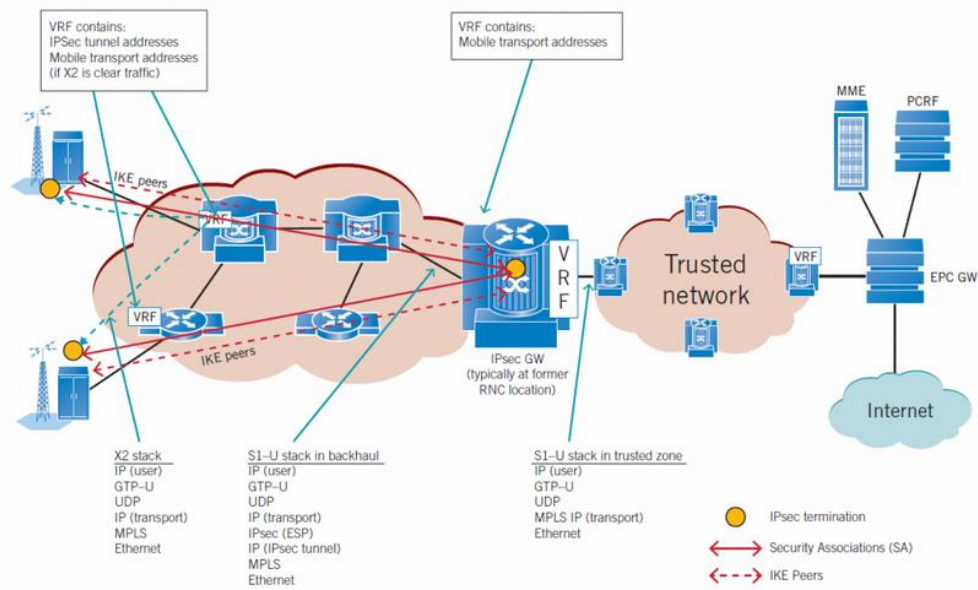 VRF contains:
IPSec tunnel addresses
Mobile transport addresses
(if X2 is clear traffic)
VRF contains:
Mobile transport addresses
MME
PCRF
IKE peers
VRF
VRF
IKE peers
V
R
F
IPsec GW
(typically at former
RNC location)
Trusted
network
VRF
EPC GW
Internet
X2 stack
IP (user)
GTP–U
UDP
IP (transport)
MPLS
Ethernet
S1–U stack in backhaul
IP (user)
GTP–U
UDP
IP (transport)
IPsec (ESP)
IP (IPsec tunnel)
MPLS
Ethernet
S1–U stack in trusted zone
IP (user)
GTP–U
UDP
MPLS IP (transport)
Ethernet
IPsec termination
Security Associations (SA)
IKE Peers